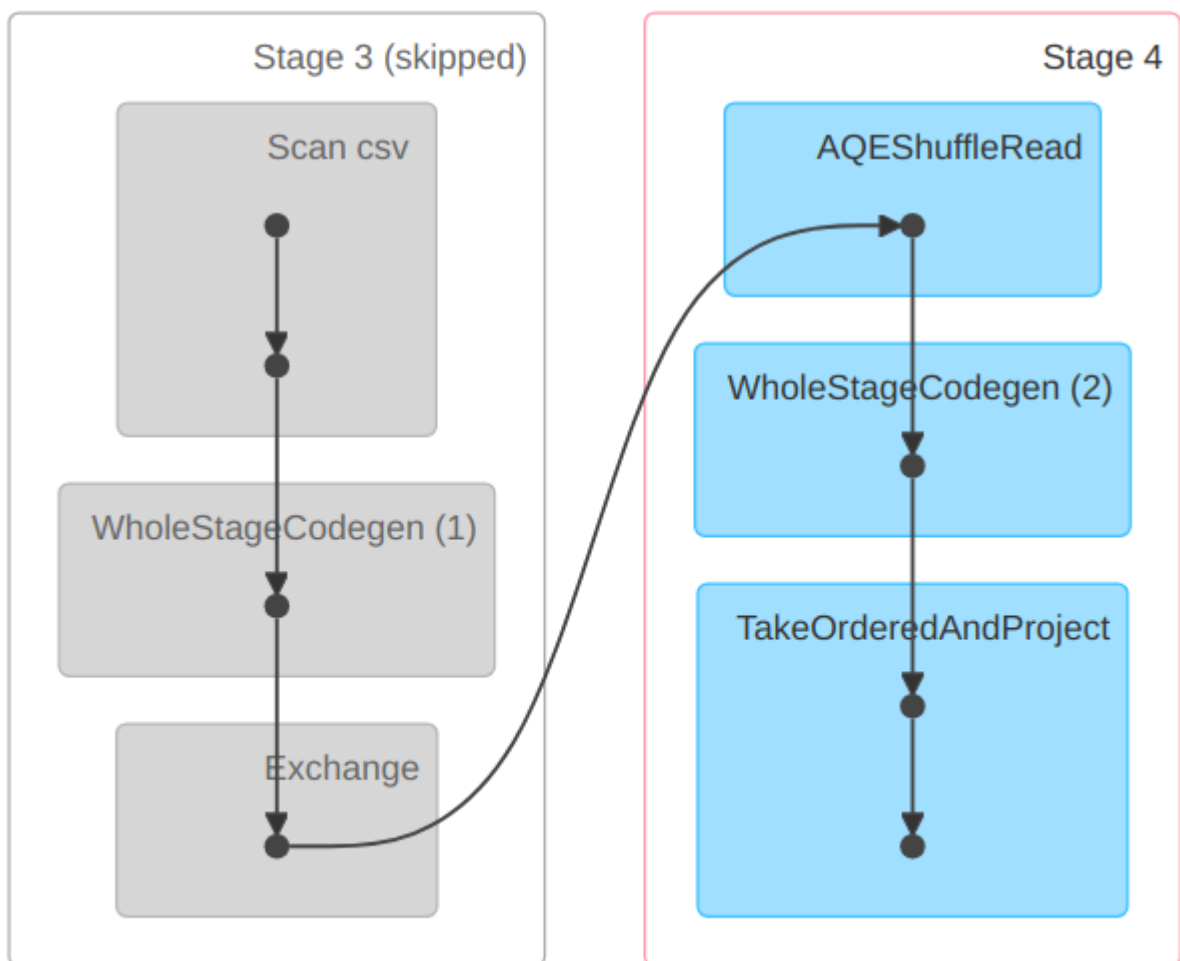 Stage 3 (skipped)
Scan csv
WholeStageCodegen (1)
Exchange
Stage 4
AQEShuffleRead
WholeStageCodegen (2)
TakeOrderedAndProject